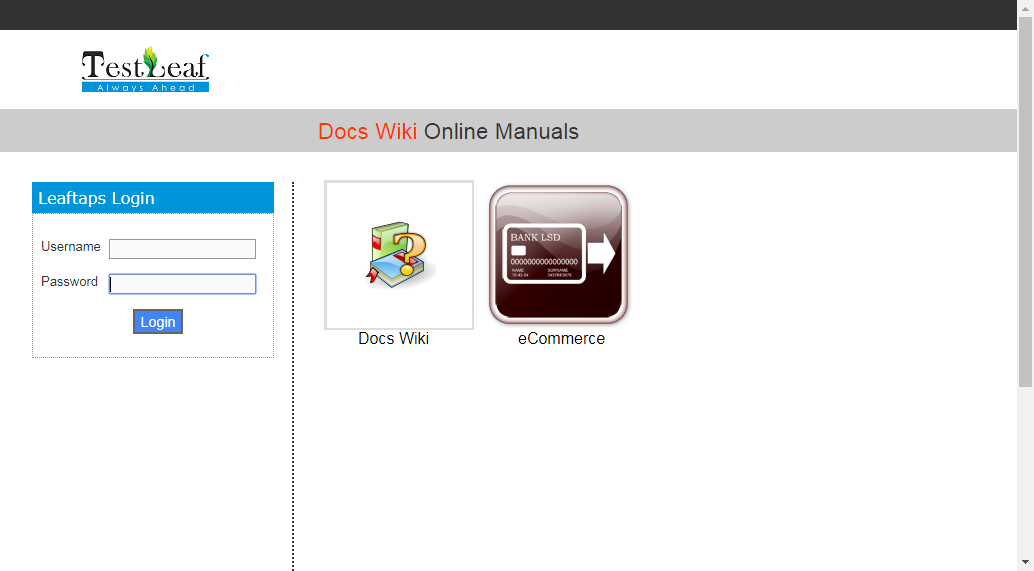 TestLeaf
Always Ahead
Docs Wiki Online Manuals
Leaftaps Login
Username
Password
Login
BANK LSD
0000000000000000
NAME SURNAME
Docs Wiki
eCommerce